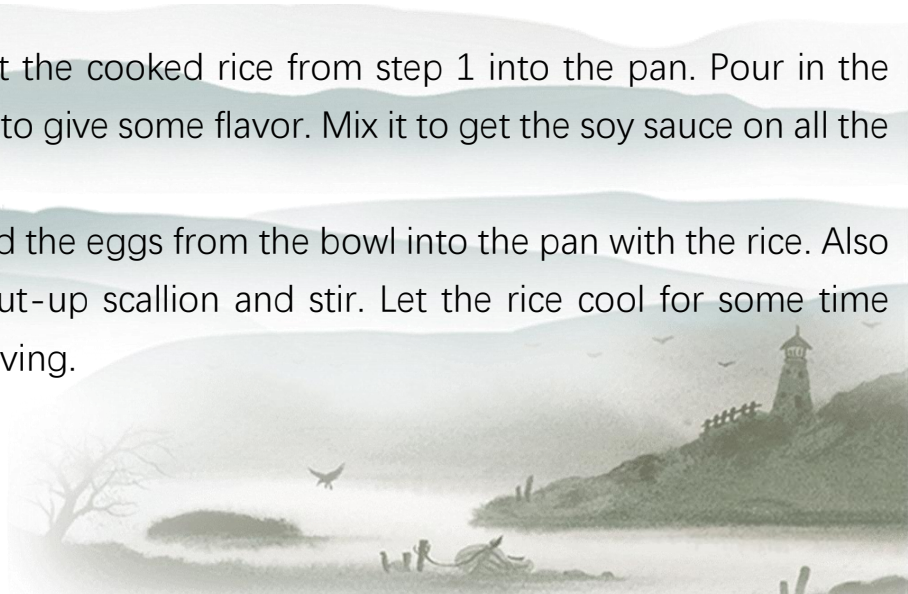 t the cooked rice from step 1 into the pan. Pour in the
to give some flavor. Mix it to get the soy sauce on all the
d the eggs from the bowl into the pan with the rice. Also
ut-up scallion and stir. Let the rice cool for some time
ving.